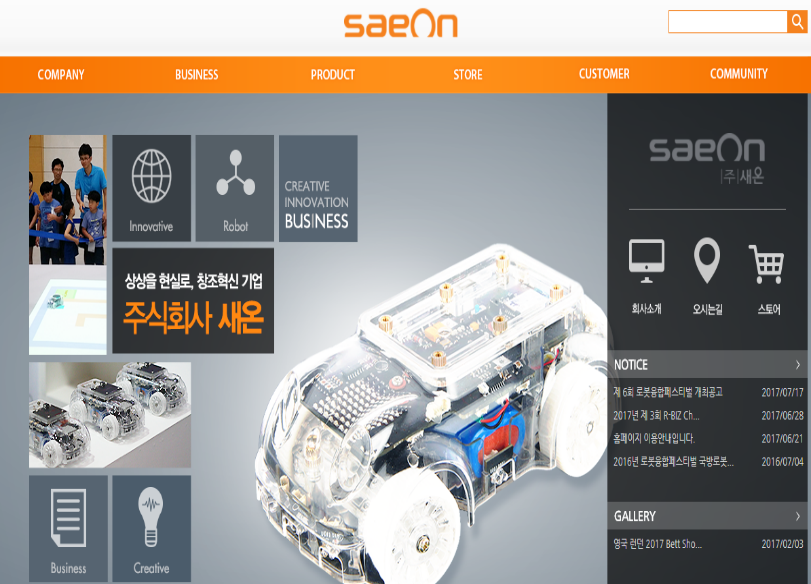 saeOn
COMPANY BUSINESS PRODUCT STORE CUSTOMER COMMUNITY
Innovative
Robot
CREATIVE
INNOVATION
BUSINESS
상상을 현실로, 창조혁신 기업
주식회사 새온
Business
Creative
saeOn
|주|새온
회사소개 오시는길 스토어
NOTICE
제 6회 로봇융합페스티벌 개최공고 2017/07/17
2017년 제 3회 R-BIZ Ch... 2017/06/28
홈페이지 이용안내입니다. 2017/06/21
2016년 로봇융합페스티벌 국방로봇... 2016/07/04
GALLERY
영국 런던 2017 Bett Sho... 2017/02/03